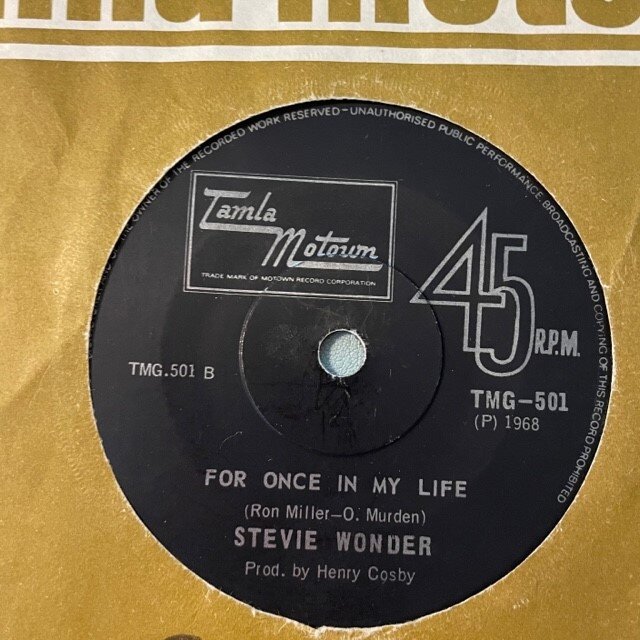 THE OWNER OF THE RECORDED WORK RESERVED—UNAUTHORISED PUBLIC PERFORMANCE, BROADCASTING AND COPYING OF THIS RECORD PROHIBITED
Tamla
Motown
TRADE MARK OF MOTOWN RECORD CORPORATION
45
R.P.M.
TMG.501 B
TMG—501
(P) 1968
FOR ONCE IN MY LIFE
(Ron Miller—O. Murden)
STEVIE WONDER
Prod. by Henry Cosby